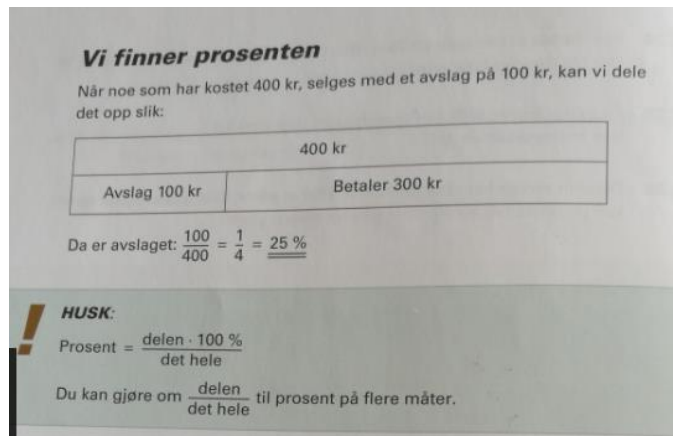 Vi finner prosenten
Når noe som har kostet 400 kr, selges med et avslag på 100 kr, kan vi dele
det opp slik:
400 kr
Avslag 100 kr Betaler 300 kr
Da er avslaget: 100/400 = 1/4 = 25 %
!
HUSK:
Prosent = delen · 100 % / det hele
Du kan gjøre om delen / det hele til prosent på flere måter.